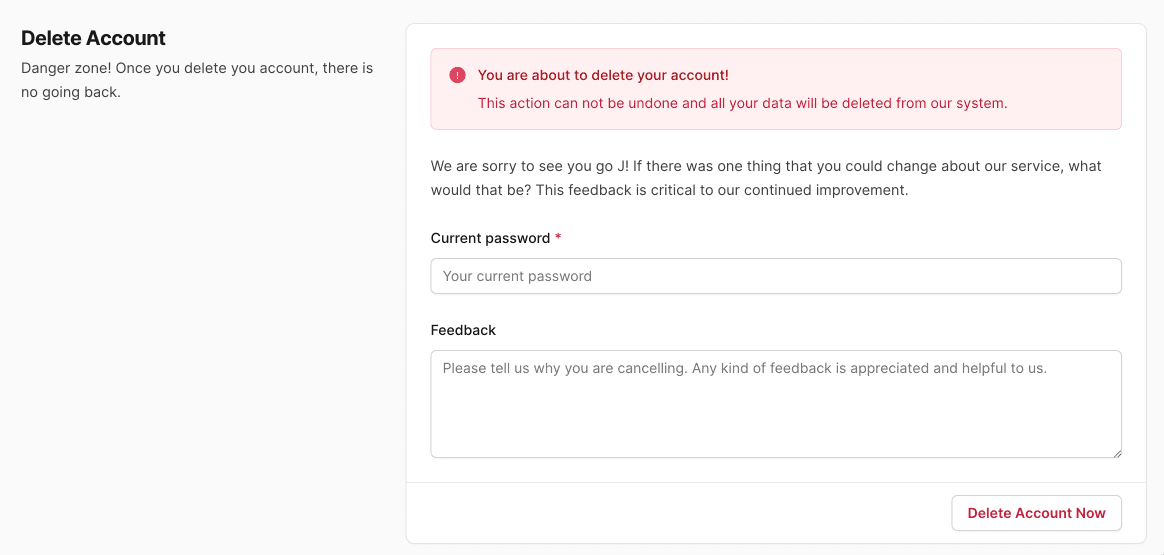 Delete Account
Danger zone! Once you delete you account, there is
no going back.
You are about to delete your account!
This action can not be undone and all your data will be deleted from our system.
We are sorry to see you go J! If there was one thing that you could change about our service, what
would that be? This feedback is critical to our continued improvement.
Current password *
Your current password
Feedback
Please tell us why you are cancelling. Any kind of feedback is appreciated and helpful to us.
Delete Account Now